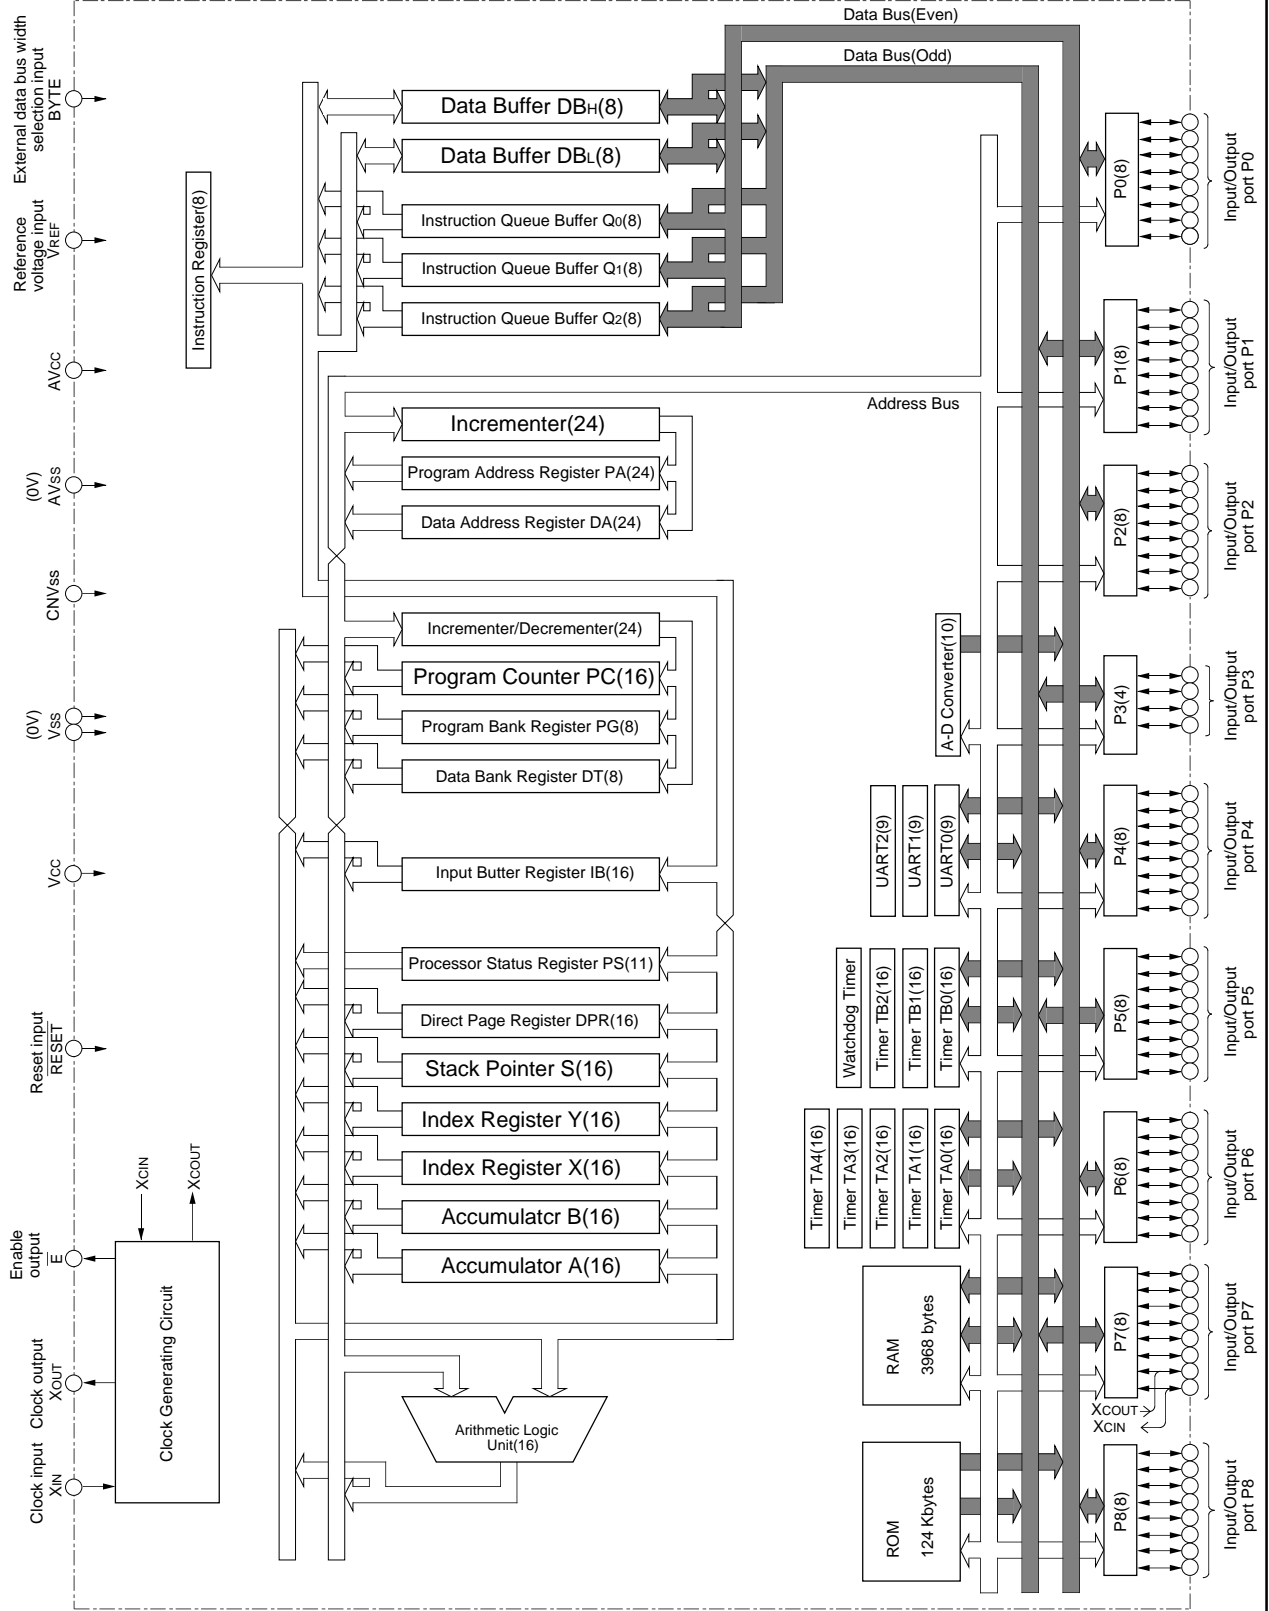 Data Bus(Even)
Data Bus(Odd)
Address Bus
External data bus width
selection input
BYTE
Reference
voltage input
VREF
AVCC
(0V)
AVSS
CNVSS
(0V)
VSS
VCC
Reset input
RESET
Enable
output
E
Clock output
XOUT
Clock input
XIN
XCIN
XCOUT
Clock Generating Circuit
Instruction Register(8)
Data Buffer DBH(8)
Data Buffer DBL(8)
Instruction Queue Buffer Q0(8)
Instruction Queue Buffer Q1(8)
Instruction Queue Buffer Q2(8)
Incrementer(24)
Program Address Register PA(24)
Data Address Register DA(24)
Incrementer/Decrementer(24)
Program Counter PC(16)
Program Bank Register PG(8)
Data Bank Register DT(8)
Input Butter Register IB(16)
Processor Status Register PS(11)
Direct Page Register DPR(16)
Stack Pointer S(16)
Index Register Y(16)
Index Register X(16)
Accumulatcr B(16)
Accumulator A(16)
Arithmetic Logic
Unit(16)
A-D Converter(10)
UART2(9)
UART1(9)
UART0(9)
Watchdog Timer
Timer TB2(16)
Timer TB1(16)
Timer TB0(16)
Timer TA4(16)
Timer TA3(16)
Timer TA2(16)
Timer TA1(16)
Timer TA0(16)
RAM
3968 bytes
ROM
124 Kbytes
P0(8)
Input/Output
port P0
P1(8)
Input/Output
port P1
P2(8)
Input/Output
port P2
P3(4)
Input/Output
port P3
P4(8)
Input/Output
port P4
P5(8)
Input/Output
port P5
P6(8)
Input/Output
port P6
P7(8)
Input/Output
port P7
XCOUT
XCIN
P8(8)
Input/Output
port P8